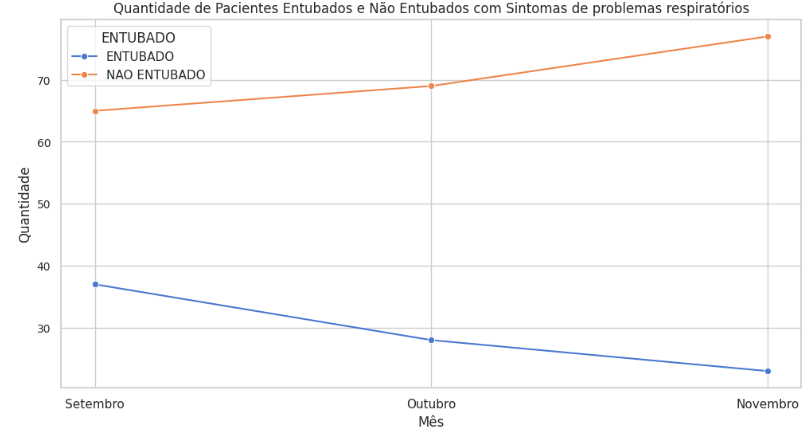 Quantidade de Pacientes Entubados e Não Entubados com Sintomas de problemas respiratórios
ENTUBADO
ENTUBADO
NAO ENTUBADO
70
60
50
40
30
Quantidade
Setembro Outubro Novembro
Mês